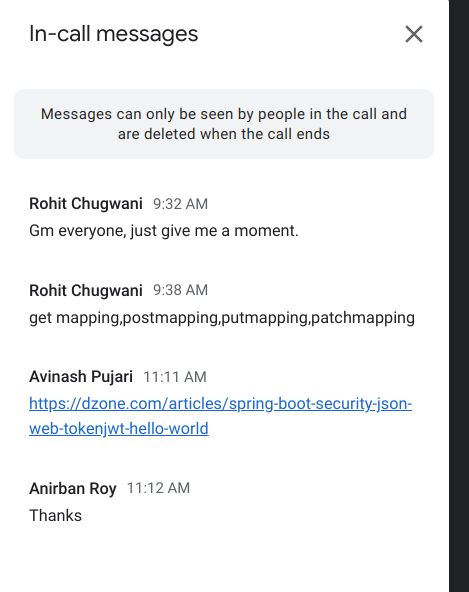 In-call messages
Messages can only be seen by people in the call and
are deleted when the call ends
Rohit Chugwani 9:32 AM
Gm everyone, just give me a moment.
Rohit Chugwani 9:38 AM
get mapping,postmapping,putmapping,patchmapping
Avinash Pujari 11:11 AM
https://dzone.com/articles/spring-boot-security-json-
web-tokenjwt-hello-world
Anirban Roy 11:12 AM
Thanks